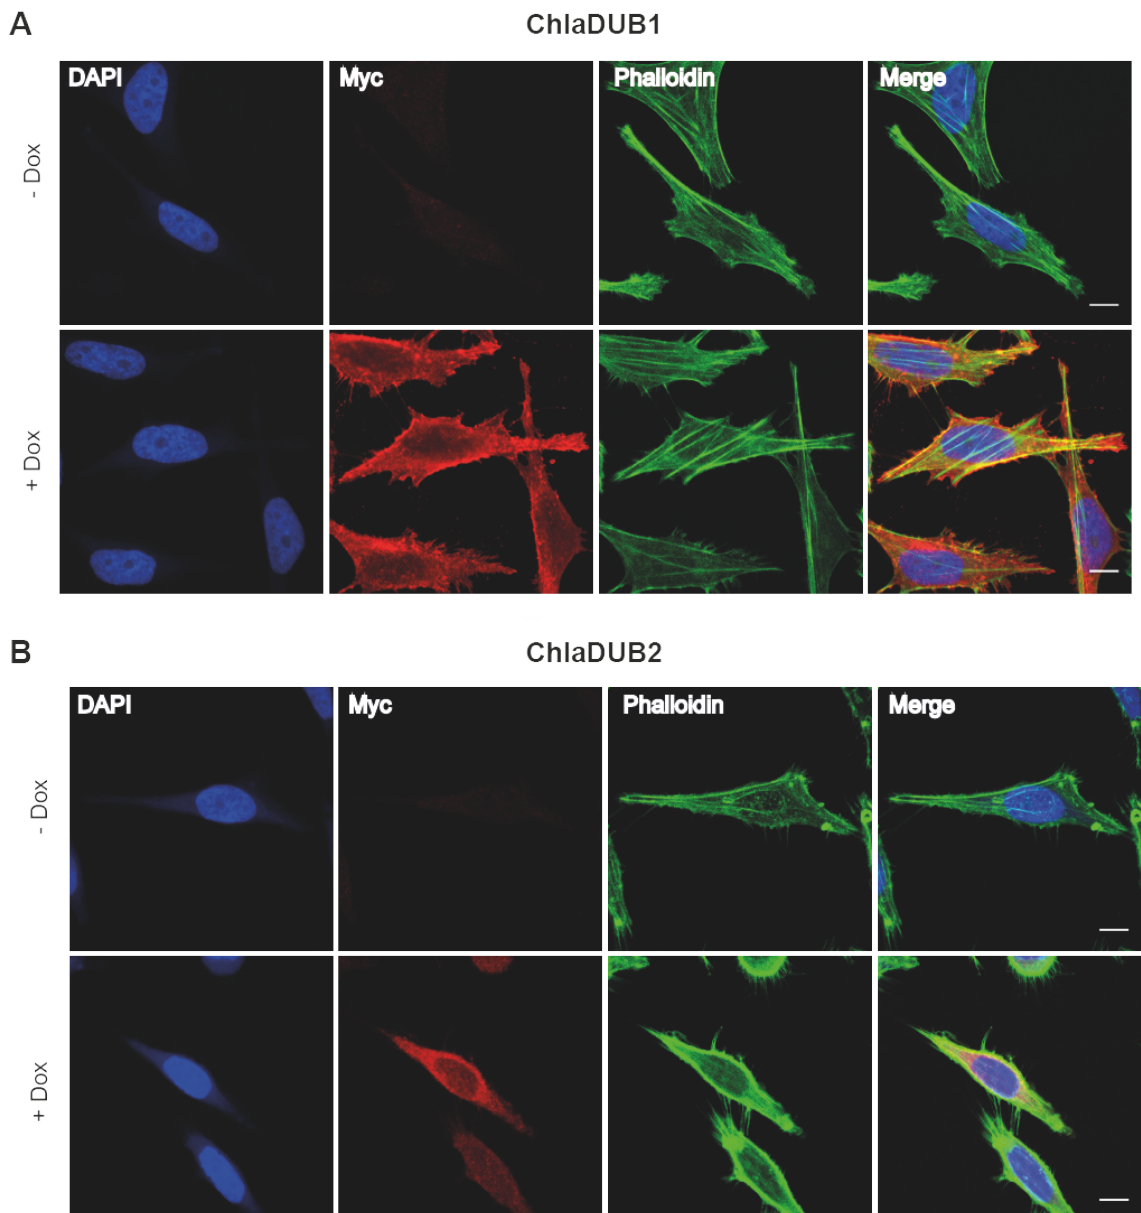 A
ChlaDUB1
DAPI
Myc
Phalloidin
Merge
- Dox
+ Dox
B
ChlaDUB2
DAPI
Myc
Phalloidin
Merge
- Dox
+ Dox